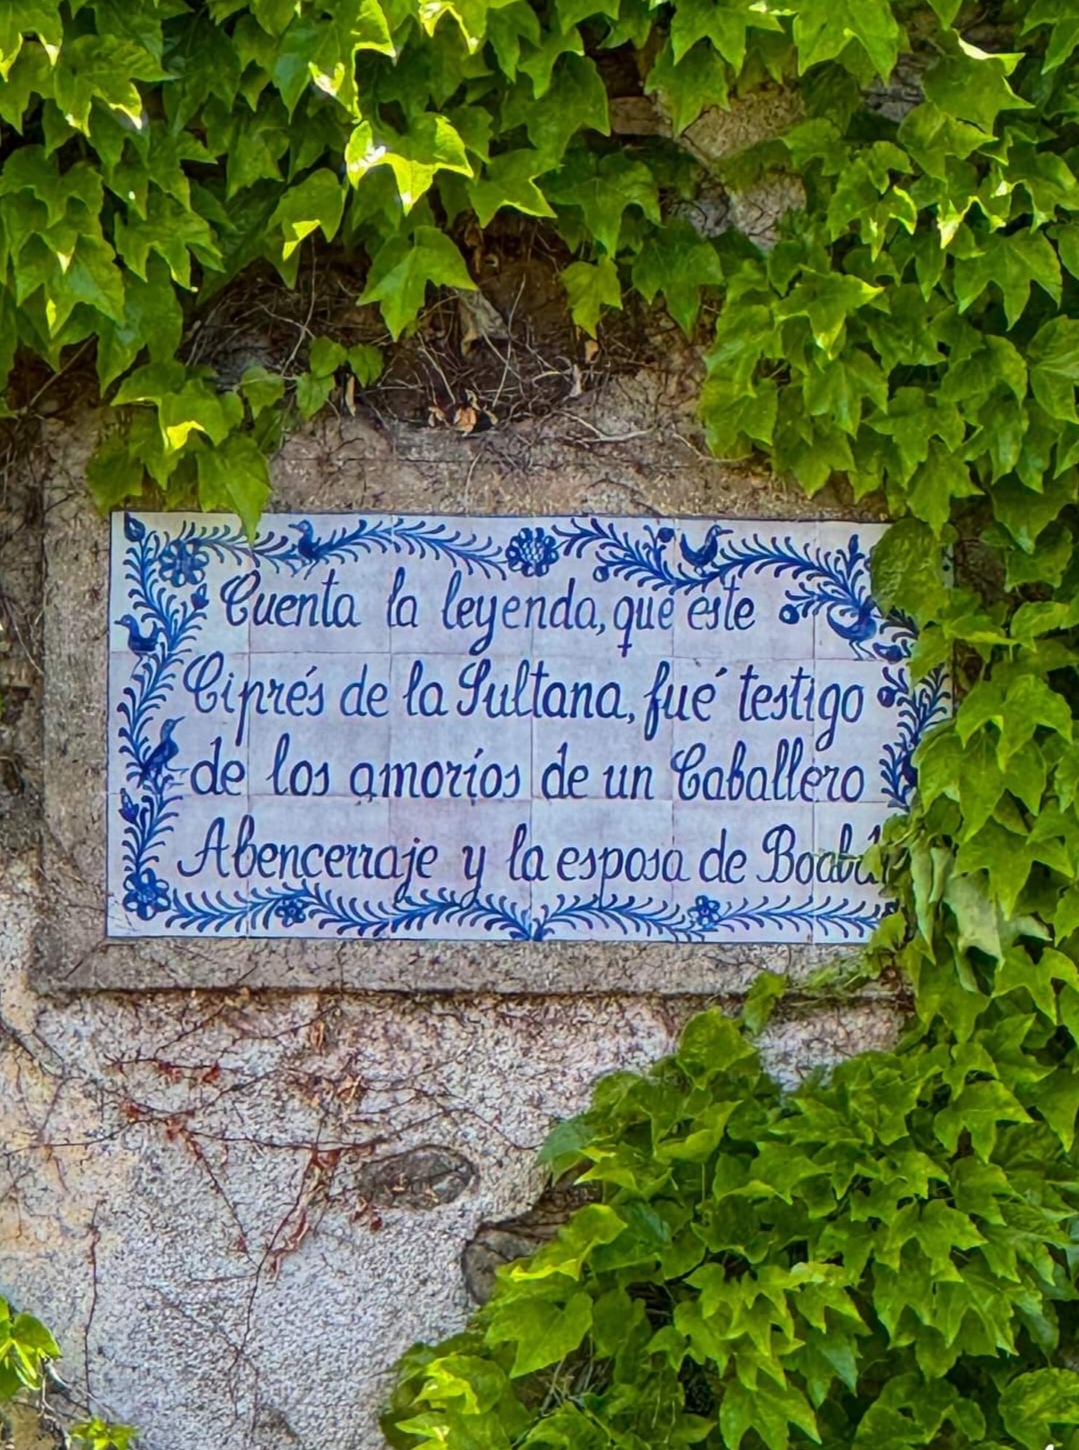 Cuenta la leyenda, que este
Ciprés de la Sultana, fué testigo
de los amoríos de un Caballero
Abencerraje y la esposa de Boabdil